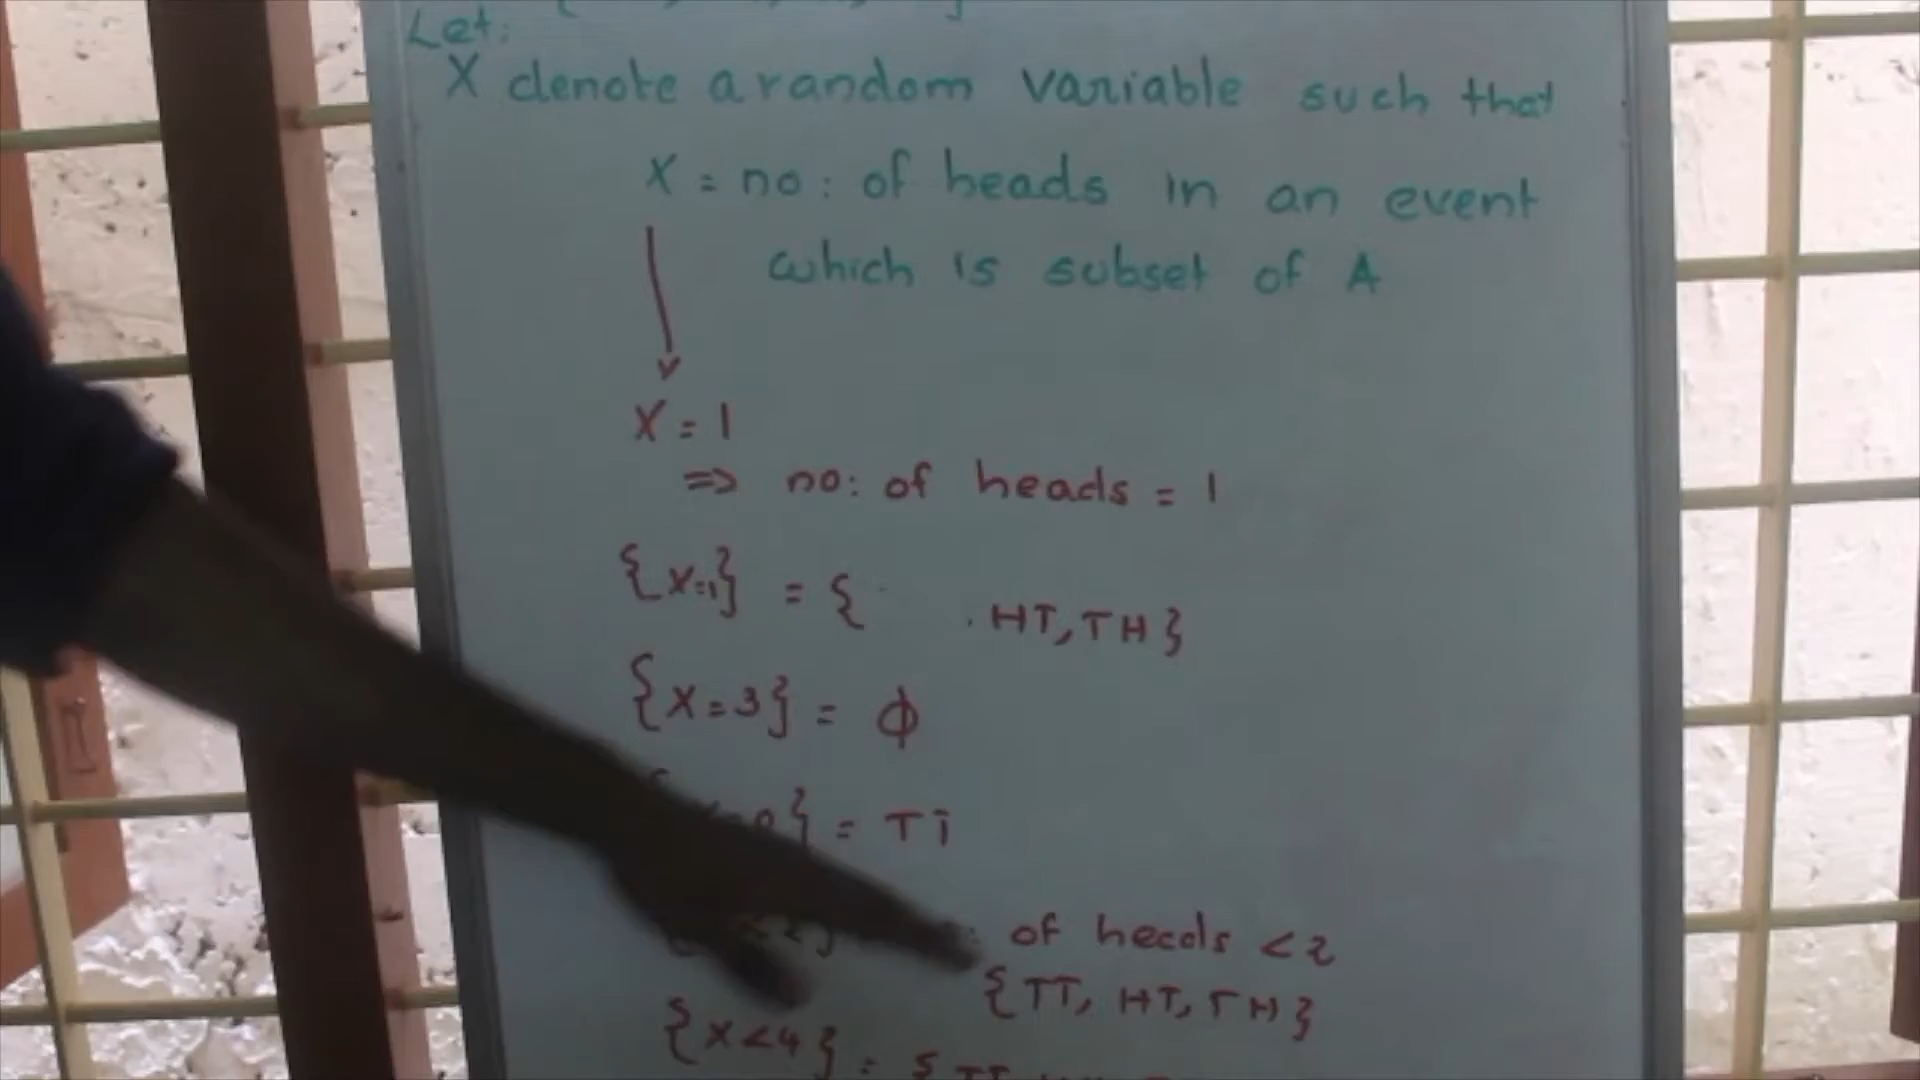 Let:
X denote a random variable such that
X = no: of heads in an event
which is subset of A
X = 1
=> no: of heads = 1
{X=1} = { HT, TH}
{X=3} = ϕ
} = TT
of heads <2
{TT, HT, TH}
{X<4} = { TT